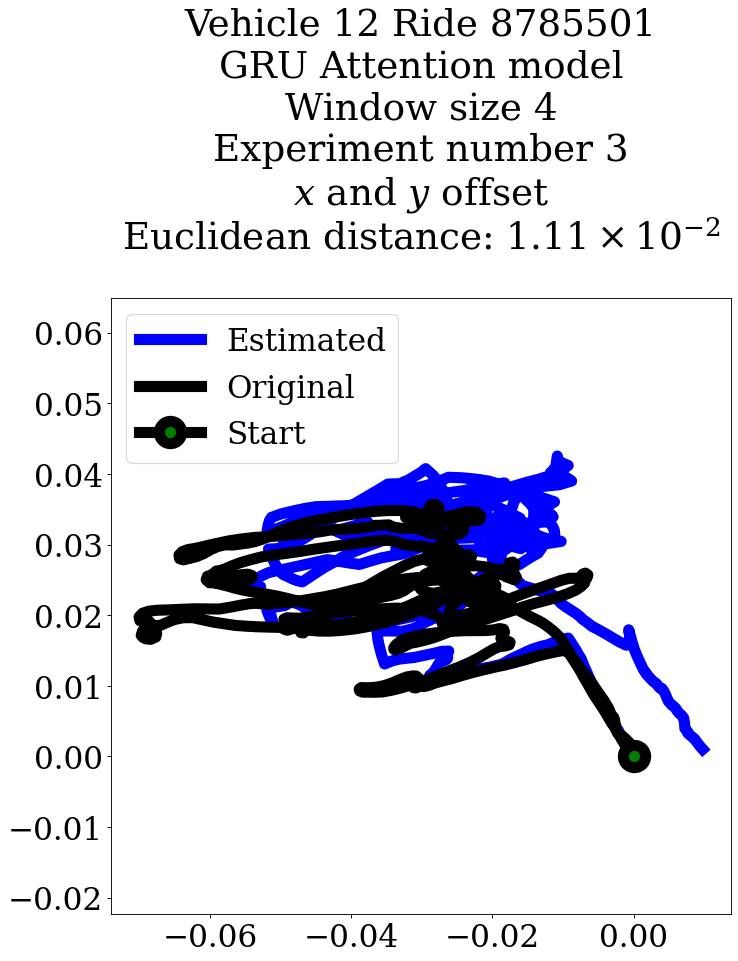 Vehicle 12 Ride 8785501
GRU Attention model
Window size 4
Experiment number 3
x and y offset
Euclidean distance: 1.11 × 10⁻²
Estimated
Original
Start
0.06
0.05
0.04
0.03
0.02
0.01
0.00
−0.01
−0.02
−0.06 −0.04 −0.02 0.00